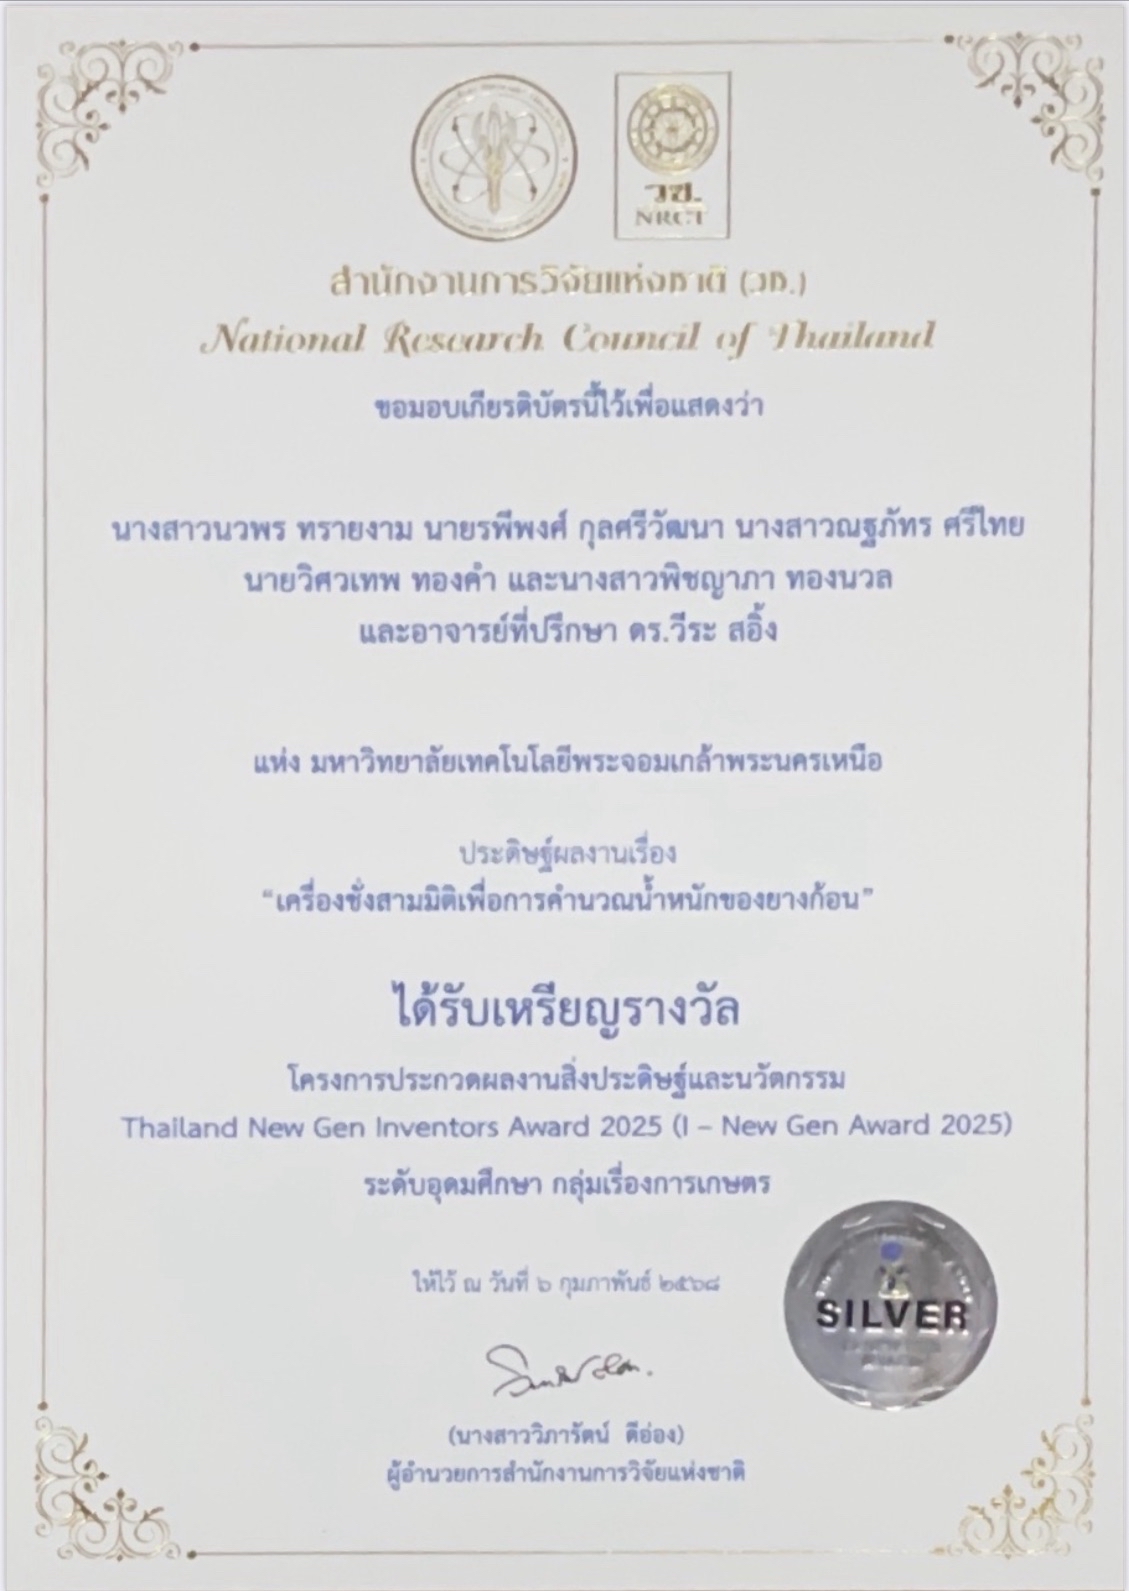 วช.
NRCT
สำนักงานการวิจัยแห่งชาติ (วช.)
National Research Council of Thailand
ขอมอบเกียรติบัตรนี้ไว้เพื่อแสดงว่า
นางสาวนวพร ทรายงาม นายรพีพงศ์ กุลศรีวัฒนา นางสาวณฐภัทร ศรีไทย
นายวิศวเทพ ทองคำ และนางสาวพิชญาภา ทองนวล
และอาจารย์ที่ปรึกษา ดร.วีระ สอิ้ง
แห่ง มหาวิทยาลัยเทคโนโลยีพระจอมเกล้าพระนครเหนือ
ประดิษฐ์ผลงานเรื่อง
“เครื่องชั่งสามมิติเพื่อการคำนวณน้ำหนักของยางก้อน”
ได้รับเหรียญรางวัล
โครงการประกวดผลงานสิ่งประดิษฐ์และนวัตกรรม
Thailand New Gen Inventors Award 2025 (I – New Gen Award 2025)
ระดับอุดมศึกษา กลุ่มเรื่องการเกษตร
ให้ไว้ ณ วันที่ ๖ กุมภาพันธ์ ๒๕๖๘
SILVER
(นางสาววิภารัตน์ ดีอ่อง)
ผู้อำนวยการสำนักงานการวิจัยแห่งชาติ